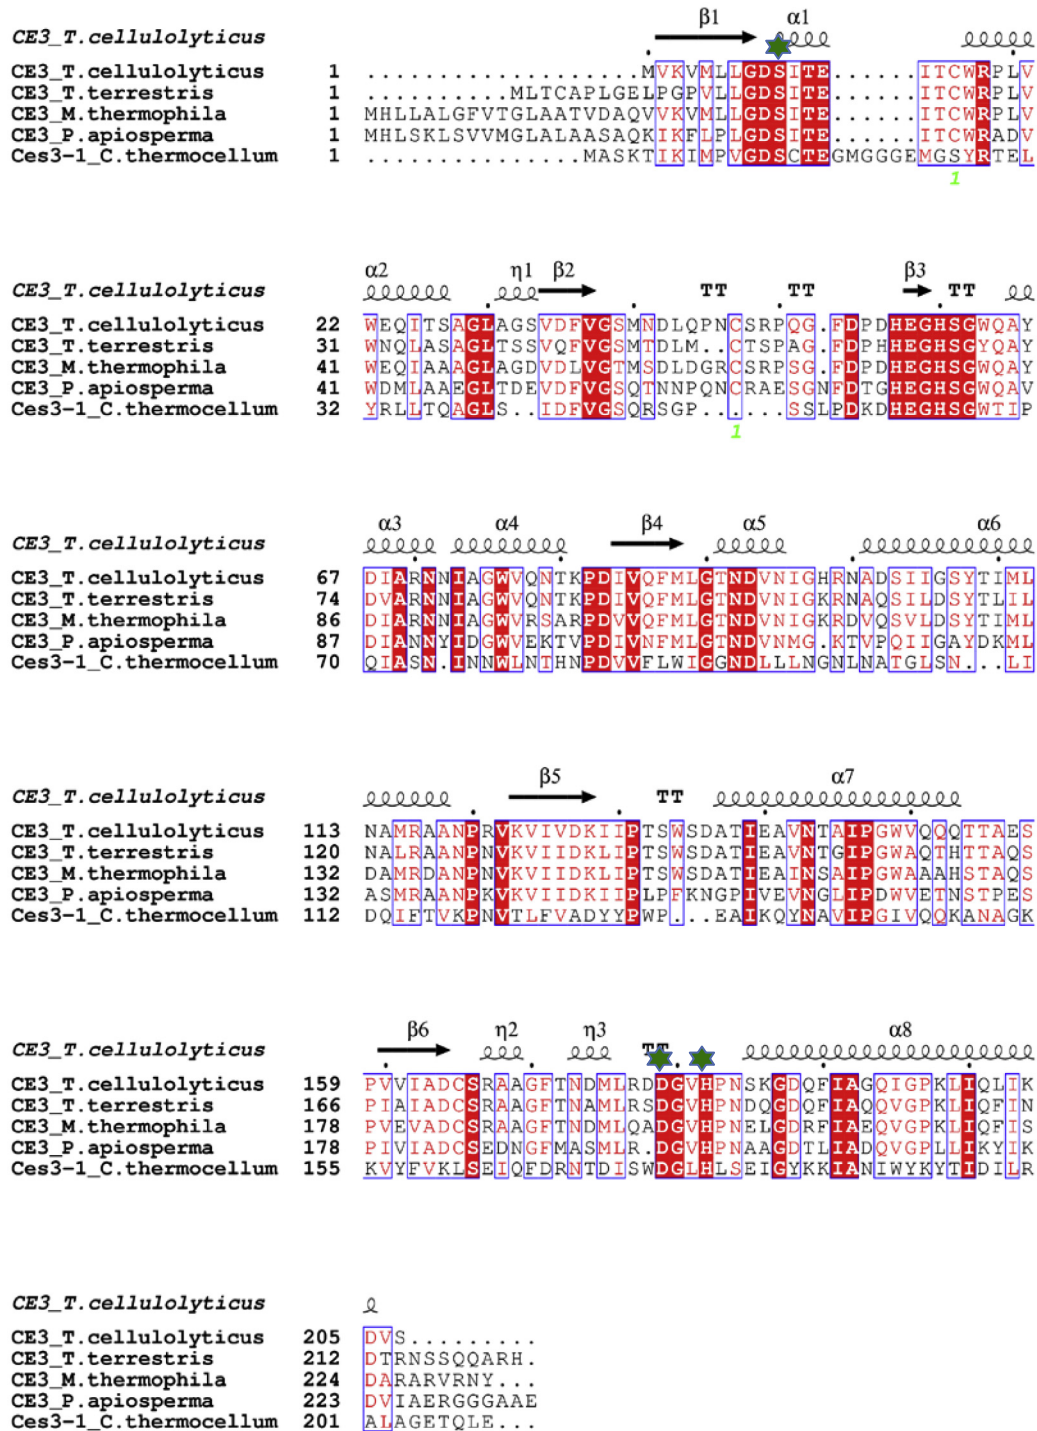 β1 α1
CE3_T.cellulolyticus
CE3_T.cellulolyticus 1 ...................MVKVMLLGDSITE......ITCWRPLV
CE3_T.terrestris 1 ..........MLTCAPLGELPGPVLLGDSITE......ITCWRPLV
CE3_M.thermophila 1 MHLLALGFVTGLAATVDAQVVKVMLLGDSITE......ITCWRPLV
CE3_P.apiosperma 1 MHLSKLSVVMGLALAASAQKIKFLPLGDSITE......ITCWRADV
Ces3-1_C.thermocellum 1 ...............MASKTIKIMPVGDSCTEGMGGGEMGSYRTEL
1
α2 η1 β2 TT TT β3 TT
CE3_T.cellulolyticus
CE3_T.cellulolyticus 22 WEQITSAGLAGSVDFVGSMNDLQPNCSRPQG.FDPDHEGHSGWQAY
CE3_T.terrestris 31 WNQLASAGLTSSVQFVGSMTDLM..CTSPAG.FDPHHEGHSGYQAY
CE3_M.thermophila 41 WEQIAAAGLAGDVDLVGTMSDLDGRCSRPSG.FDPDHEGHSGWQAY
CE3_P.apiosperma 41 WDMLAAEGLTDEVDFVGSQTNNPQNCRAESGNFDTGHEGHSGWQAV
Ces3-1_C.thermocellum 32 YRLLTQAGLS..IDFVGSQRSGP.....SSLPDKDHEGHSGWTIP
1
α3 α4 β4 α5 α6
CE3_T.cellulolyticus
CE3_T.cellulolyticus 67 DIARNNIAGWVQNTKPDIVQFMLGTNDVNIGHRNADSIIGSYTIML
CE3_T.terrestris 74 DVARNNIAGWVQNTKPDIVQFMLGTNDVNIGKRNAQSILDSYTLIL
CE3_M.thermophila 86 DIARNNIAGWVRSARPDIVQFMLGTNDVNIGKRDVQSVLDSYTIML
CE3_P.apiosperma 87 DIANNYIDGWVEKTVPDIVNFMLGTNDVNMG.KTVPQIIGAYDKML
Ces3-1_C.thermocellum 70 QIASN.INNWLNTHNPDVVFLWIGGNDLLLNGNLNATGLSN...LI
β5 TT α7
CE3_T.cellulolyticus
CE3_T.cellulolyticus 113 NAMRAANPRVKVIVDKIIPTSWSDATIEAVNTAIPGWVQQQTTAES
CE3_T.terrestris 120 NALRAANPNVKVIIDKLIPTSWSDATIEAVNTGIPGWAQTHTTAQS
CE3_M.thermophila 132 DAMRDANPNVKVIIDKLIPTSWSDATIEAINSAIPGWAAAHSTAQS
CE3_P.apiosperma 132 ASMRAANPKVKVIIDKIIPLPFKNGPIVEVNGLIPDWVETNSTPES
Ces3-1_C.thermocellum 112 DQIFTVKPNVTLFVADYYPWP...EAIKQYNAVIPGIVQQKANAGK
β6 η2 η3 TT α8
CE3_T.cellulolyticus
CE3_T.cellulolyticus 159 PVVIADCSRAAGFTNDMLRDDGVHPNSKGDQFIAGQIGPKLIQLIK
CE3_T.terrestris 166 PIAIADCSRAAGFTNAMLRSDGVHPNDQGDQFIAQQVGPKLIQFIN
CE3_M.thermophila 178 PVEVADCSRAAGFTNDMLQADGVHPNELGDRFIAEQVGPKLIQFIS
CE3_P.apiosperma 178 PIVIADCSEDNGFMASMLR.DGVHPNAAGDTLIADQVGPLLIKYIK
Ces3-1_C.thermocellum 155 KVYFVKLSEIQFDRNTDISWDGLHLSEIGYKKIANIWYKYTIDILR
CE3_T.cellulolyticus
CE3_T.cellulolyticus 205 DVS.........
CE3_T.terrestris 212 DTRNSSQQARH.
CE3_M.thermophila 224 DARARVRNY...
CE3_P.apiosperma 223 DVIAERGGGAAE
Ces3-1_C.thermocellum 201 ALAGETQLE...